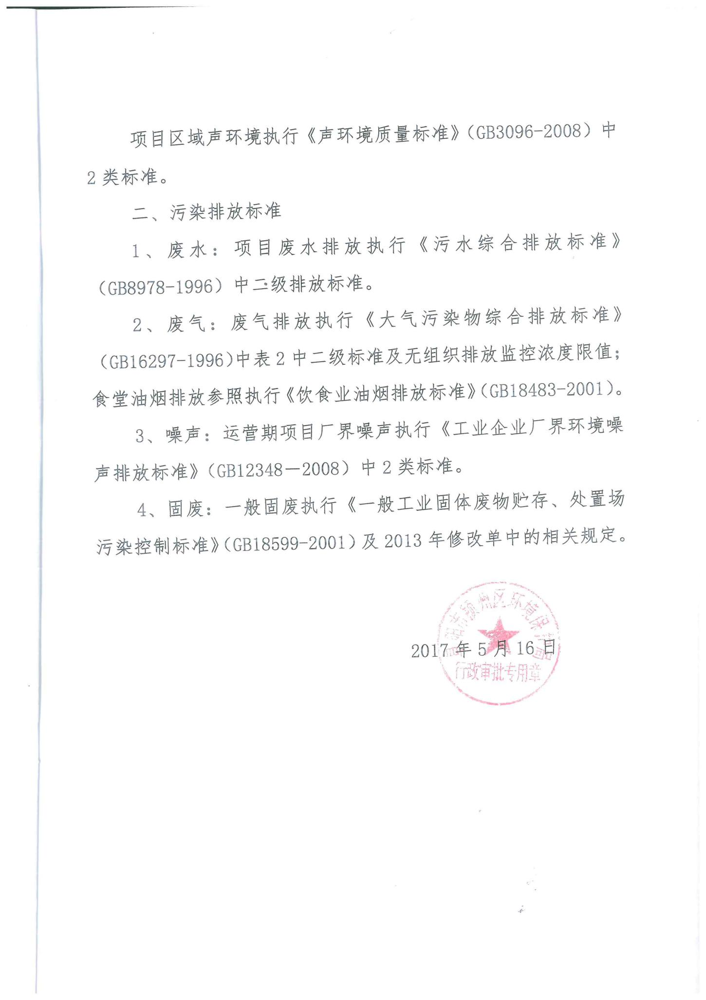 项目区域声环境执行《声环境质量标准》（GB3096-2008）中
2 类标准。
二、污染排放标准
1、废水：项目废水排放执行《污水综合排放标准》
（GB8978-1996）中二级排放标准。
2、废气：废气排放执行《大气污染物综合排放标准》
（GB16297-1996)中表 2 中二级标准及无组织排放监控浓度限值；
食堂油烟排放参照执行《饮食业油烟排放标准》（GB18483-2001）。
3、噪声：运营期项目厂界噪声执行《工业企业厂界环境噪
声排放标准》（GB12348－2008）中 2 类标准。
4、固废：一般固废执行《一般工业固体废物贮存、处置场
污染控制标准》（GB18599-2001）及 2013 年修改单中的相关规定。
阜阳市颍州区环境保护局
2017 年 5 月 16 日
行政审批专用章